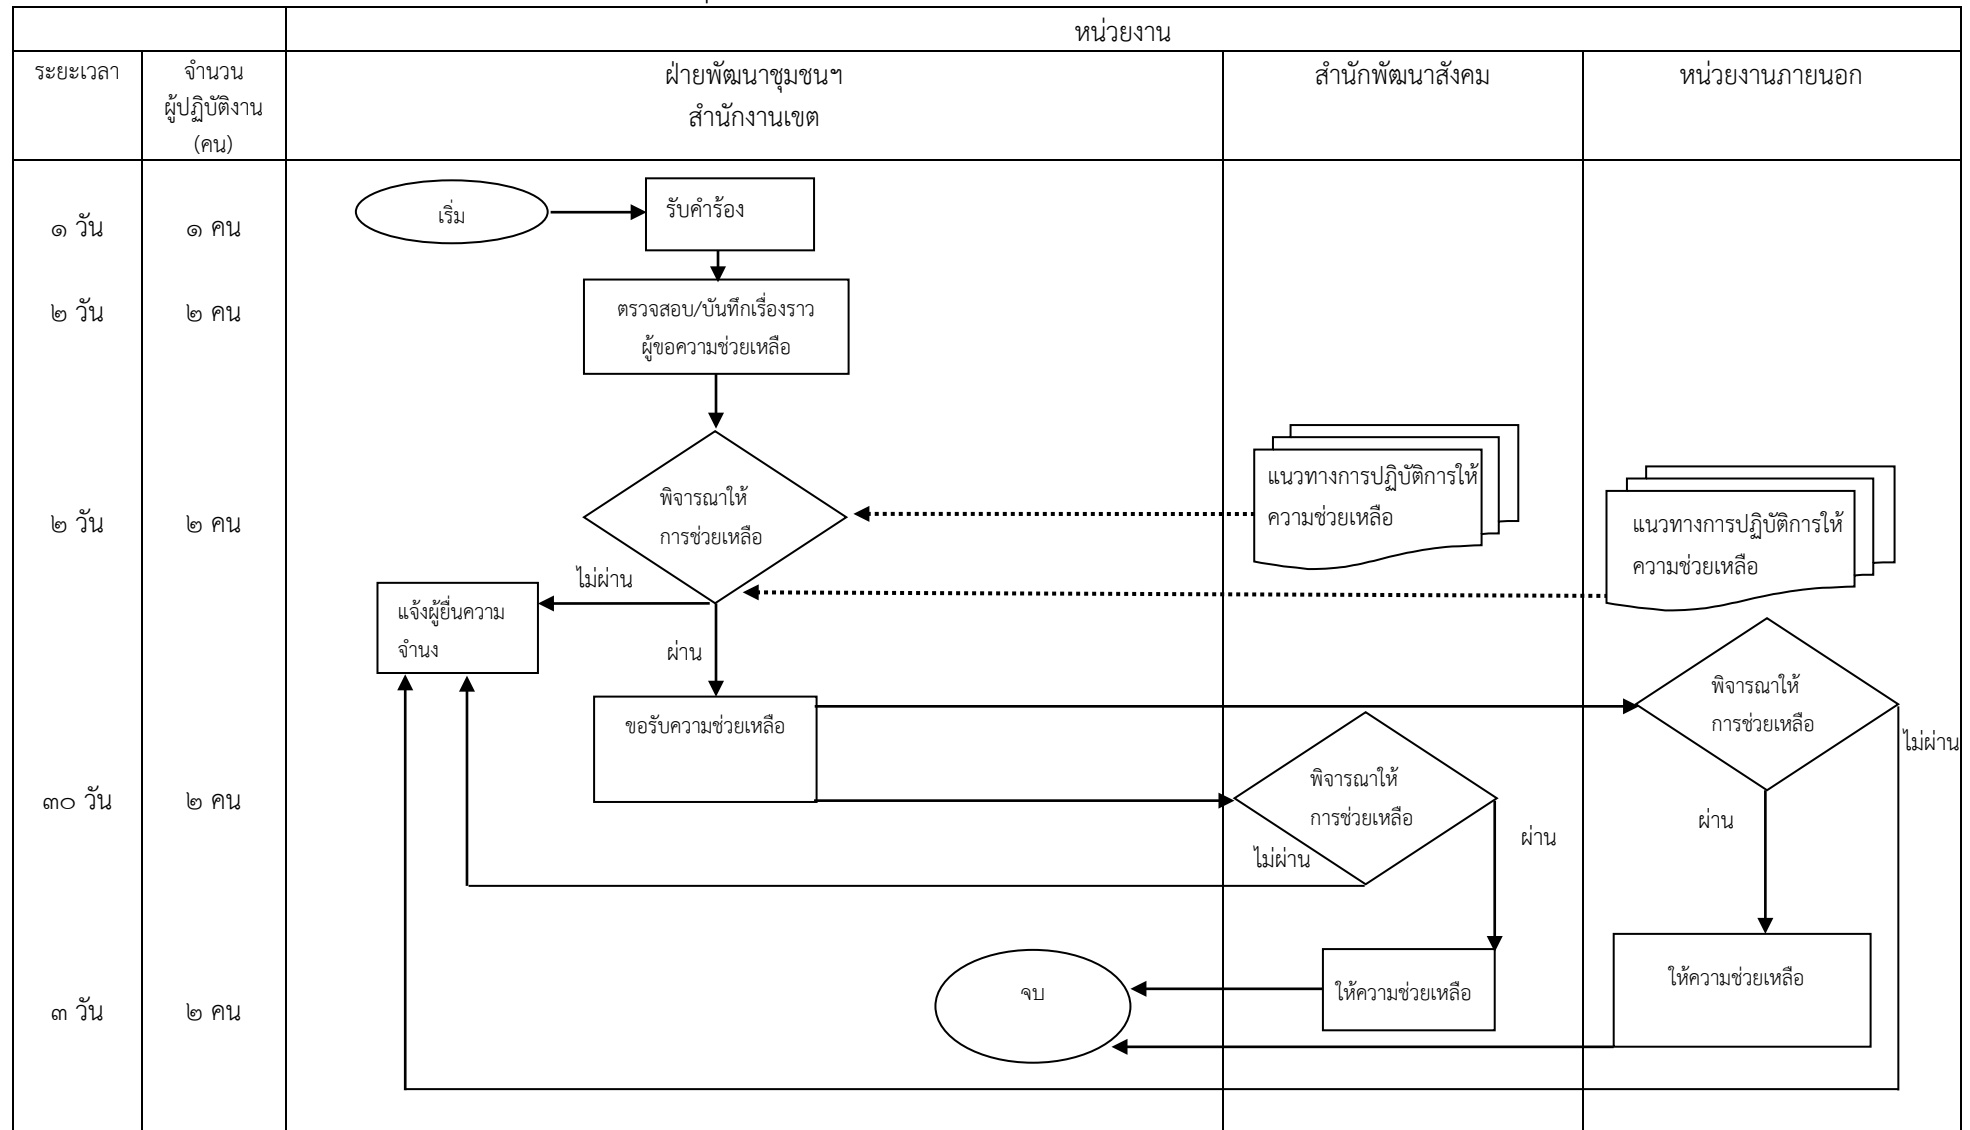 หน่วยงาน
ระยะเวลา
จำนวน
ผู้ปฏิบัติงาน
(คน)
ฝ่ายพัฒนาชุมชนฯ
สำนักงานเขต
สำนักพัฒนาสังคม
หน่วยงานภายนอก
๑ วัน
๑ คน
เริ่ม
รับคำร้อง
๒ วัน
๒ คน
ตรวจสอบ/บันทึกเรื่องราว
ผู้ขอความช่วยเหลือ
๒ วัน
๒ คน
พิจารณาให้
การช่วยเหลือ
แนวทางการปฏิบัติการให้
ความช่วยเหลือ
แนวทางการปฏิบัติการให้
ความช่วยเหลือ
ไม่ผ่าน
แจ้งผู้ยื่นความ
จำนง
ผ่าน
ขอรับความช่วยเหลือ
พิจารณาให้
การช่วยเหลือ
ไม่ผ่าน
๓๐ วัน
๒ คน
พิจารณาให้
การช่วยเหลือ
ไม่ผ่าน
ผ่าน
ผ่าน
๓ วัน
๒ คน
จบ
ให้ความช่วยเหลือ
ให้ความช่วยเหลือ